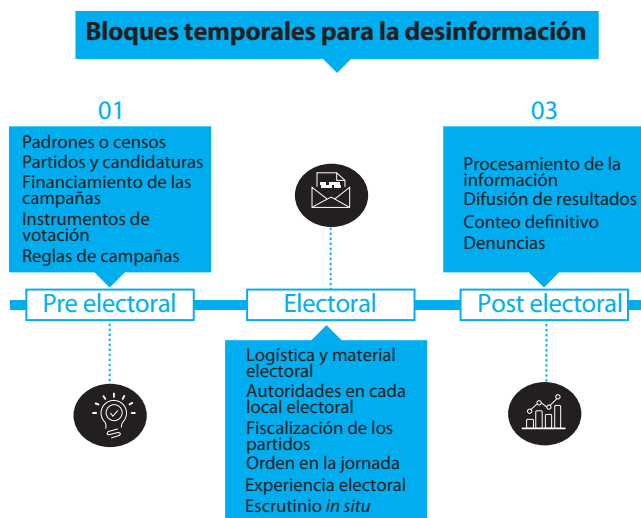 Bloques temporales para la desinformación
01
Padrones o censos
Partidos y candidaturas
Financiamiento de las
campañas
Instrumentos de
votación
Reglas de campañas
Pre electoral
Electoral
Logística y material
electoral
Autoridades en cada
local electoral
Fiscalización de los
partidos
Orden en la jornada
Experiencia electoral
Escrutinio in situ
03
Procesamiento de la
información
Difusión de resultados
Conteo definitivo
Denuncias
Post electoral